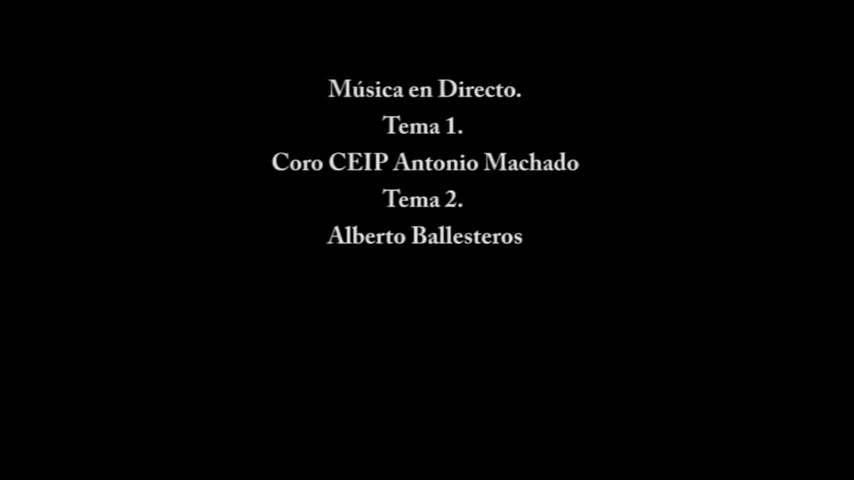 Música en Directo.
Tema 1.
Coro CEIP Antonio Machado
Tema 2.
Alberto Ballesteros